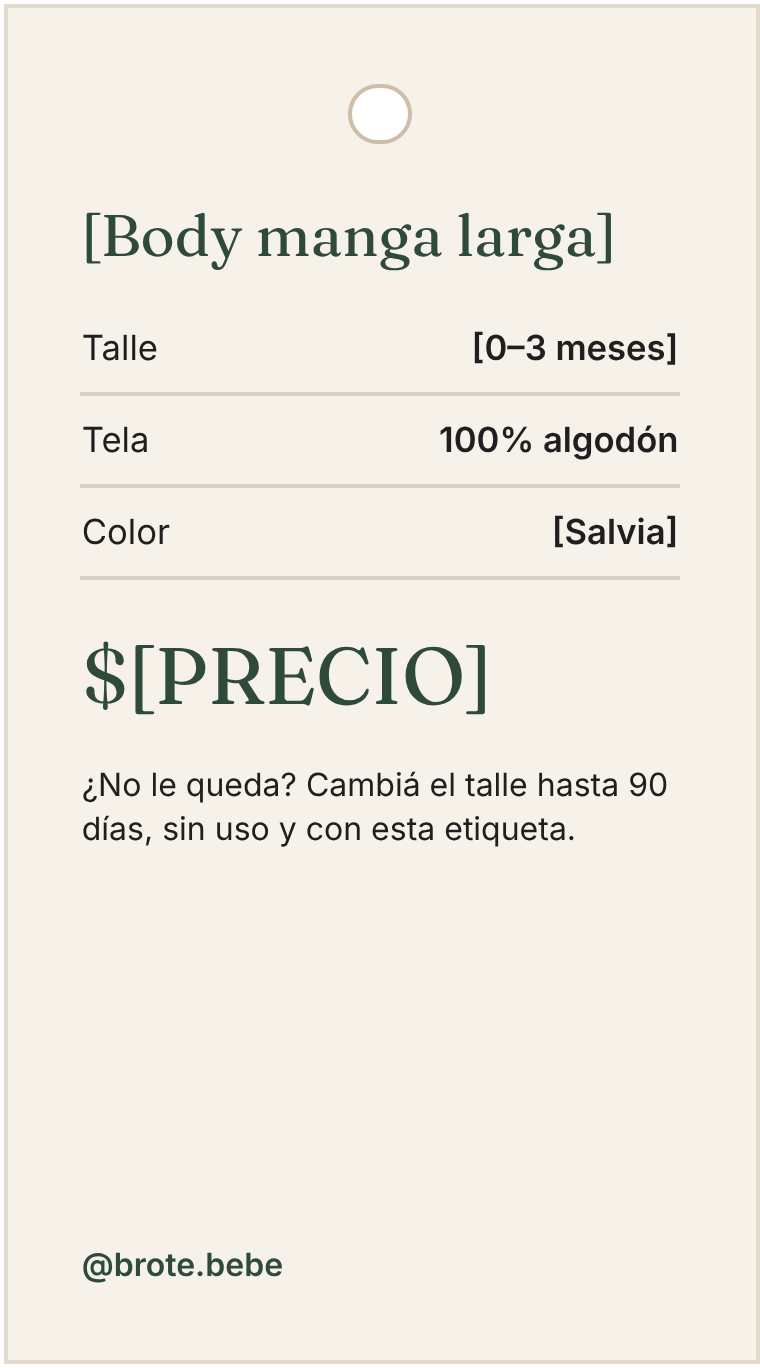 [Body manga larga]
Talle [0–3 meses]
Tela 100% algodón
Color [Salvia]
$[PRECIO]
¿No le queda? Cambiá el talle hasta 90
días, sin uso y con esta etiqueta.
@brote.bebe